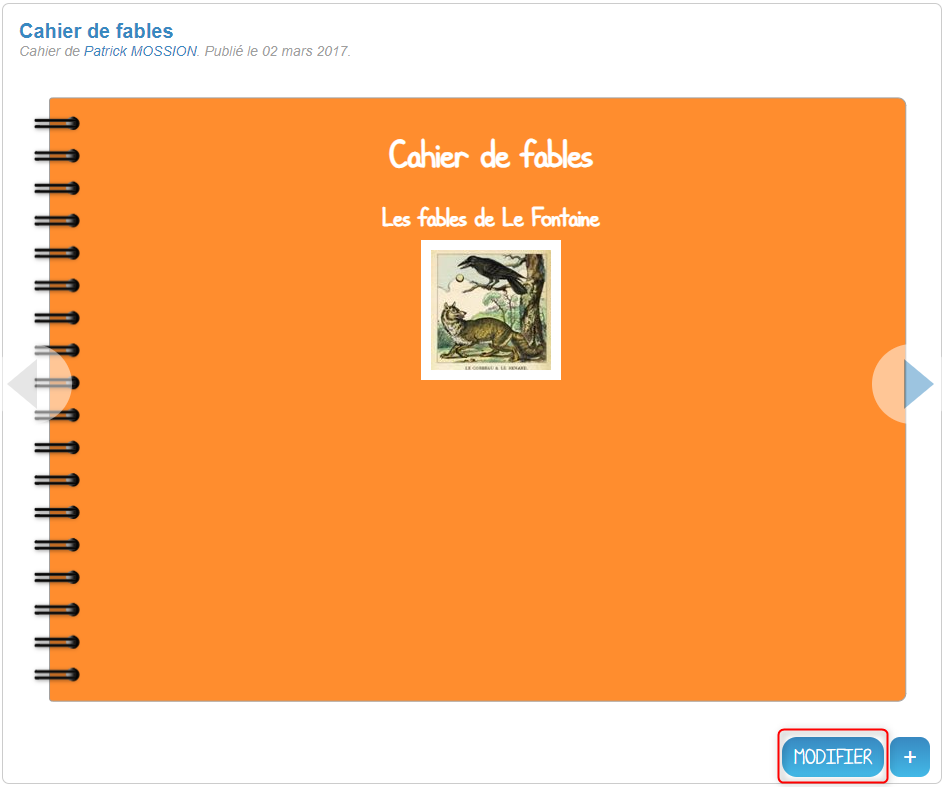 Cahier de fables
Cahier de Patrick MOSSION. Publié le 02 mars 2017.
Cahier de fables
Les fables de Le Fontaine
LE CORBEAU & LE RENARD.
MODIFIER
+